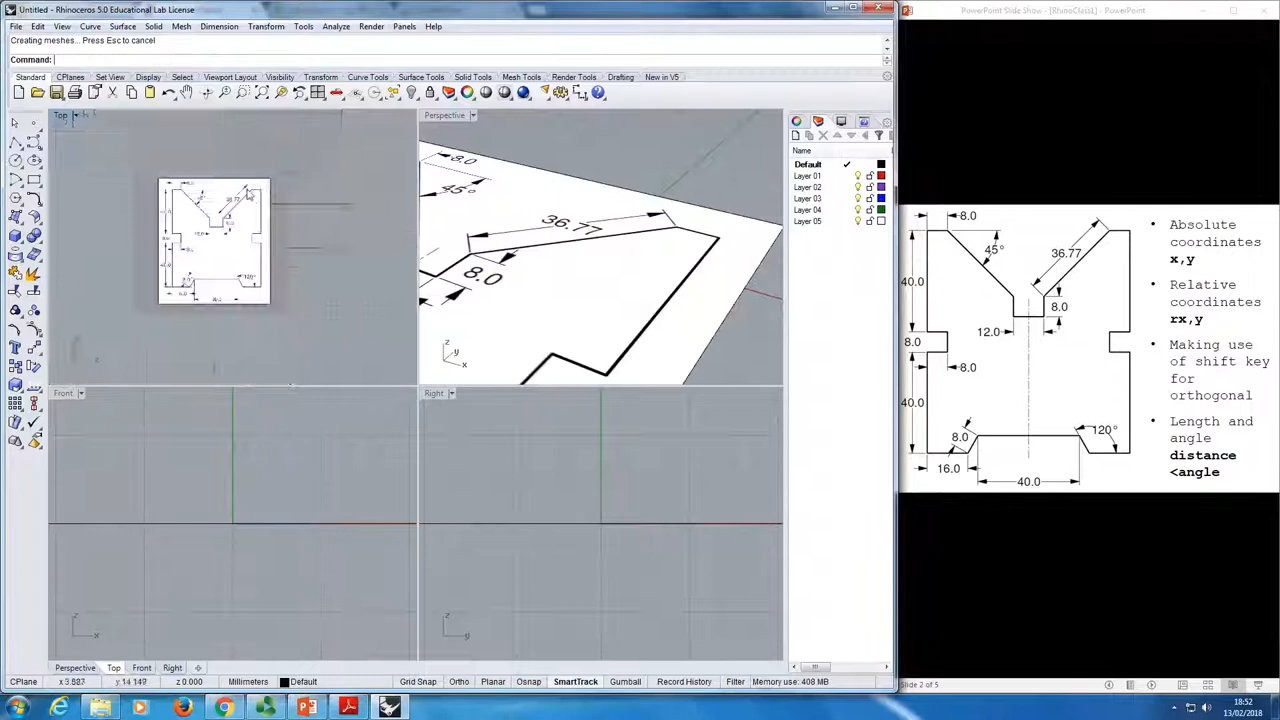 Untitled - Rhinoceros 5.0 Educational Lab License
File Edit View Curve Surface Solid Mesh Dimension Transform Tools Analyze Render Panels Help
Creating meshes... Press Esc to cancel
Command:
Standard CPlanes Set View Display Select Viewport Layout Visibility Transform Curve Tools Surface Tools Solid Tools Mesh Tools Render Tools Drafting New in V5
Top
Perspective
8.0
45°
36.77
8.0
z
y
x
Front
z
x
Right
z
y
Name
Default
Layer 01
Layer 02
Layer 03
Layer 04
Layer 05
Perspective Top Front Right
CPlane x 3.527 y 14.147 z 0.000 Millimeters Default Grid Snap Ortho Planar Osnap SmartTrack Gumball Record History Filter Memory use: 408 MB
PowerPoint Slide Show - [RhinoClass1] - PowerPoint
8.0
45°
36.77
40.0
8.0
12.0
8.0
8.0
40.0
8.0
120°
16.0
40.0
• Absolute
coordinates
x,y
• Relative
coordinates
rx,y
• Making use
of shift key
for
orthogonal
• Length and
angle
distance
<angle
Slide 2 of 5
18:52
13/02/2018